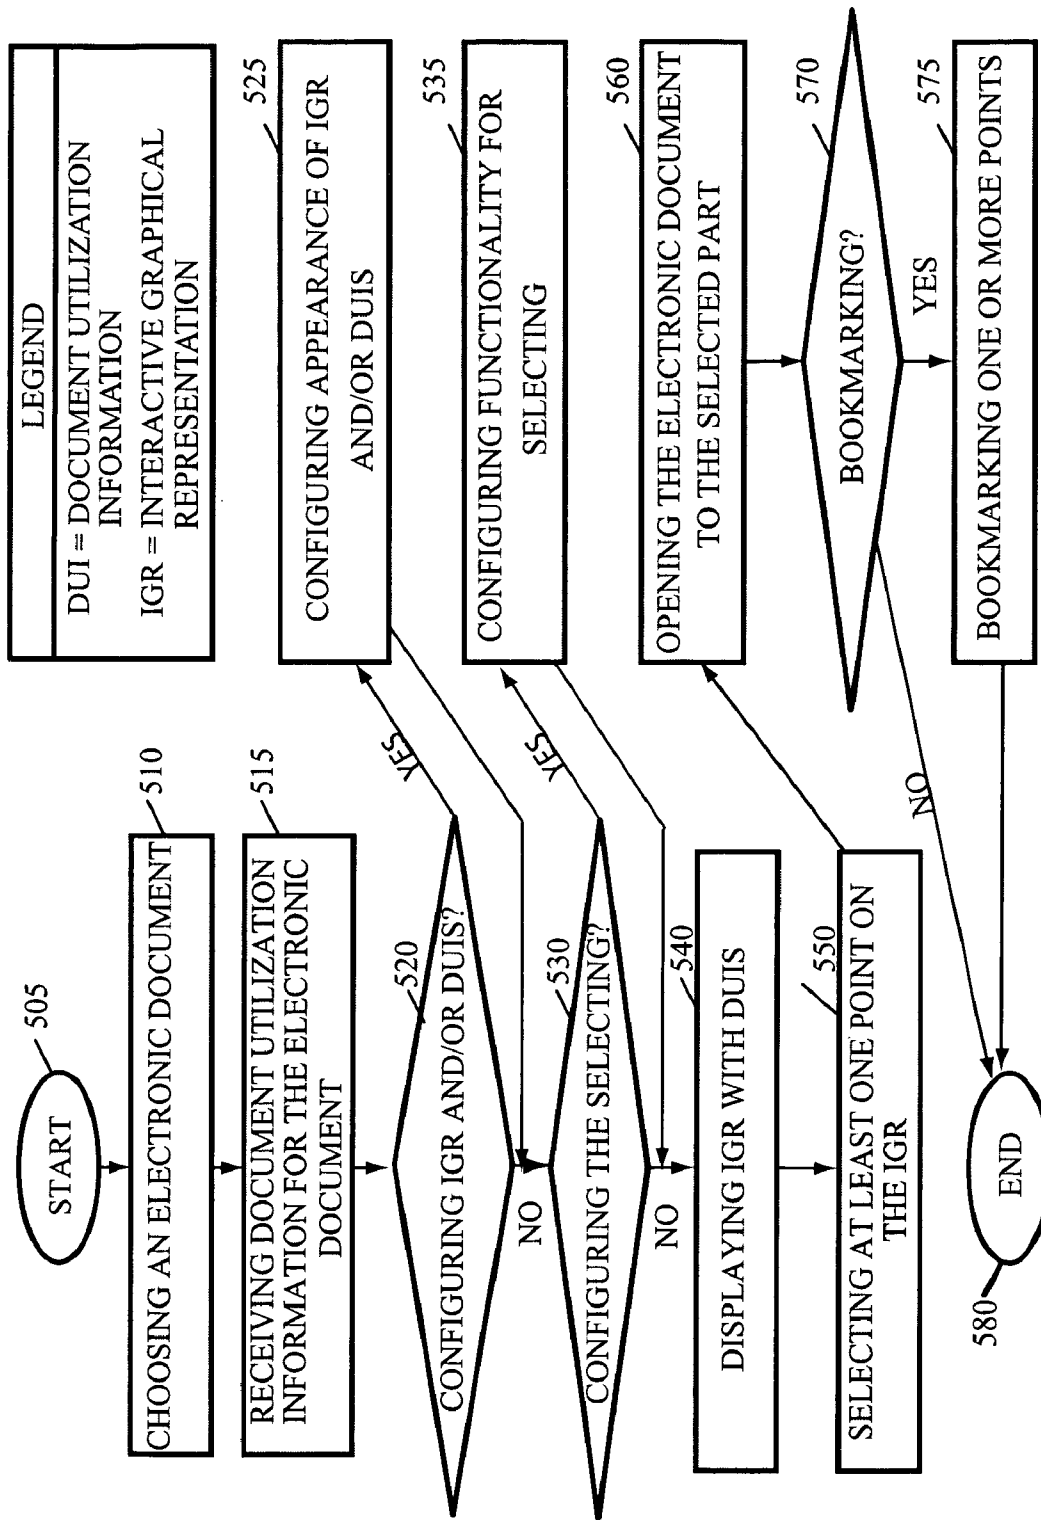 START
505
CHOOSING AN ELECTRONIC DOCUMENT
510
RECEIVING DOCUMENT UTILIZATION
INFORMATION FOR THE ELECTRONIC
DOCUMENT
515
CONFIGURING IGR AND/OR DUIS?
520
YES
NO
CONFIGURING THE SELECTING?
530
YES
NO
DISPLAYING IGR WITH DUIS
540
SELECTING AT LEAST ONE POINT ON
THE IGR
550
END
580
LEGEND
DUI = DOCUMENT UTILIZATION
INFORMATION
IGR = INTERACTIVE GRAPHICAL
REPRESENTATION
CONFIGURING APPEARANCE OF IGR
AND/OR DUIS
525
CONFIGURING FUNCTIONALITY FOR
SELECTING
535
OPENING THE ELECTRONIC DOCUMENT
TO THE SELECTED PART
560
BOOKMARKING?
570
NO
YES
BOOKMARKING ONE OR MORE POINTS
575